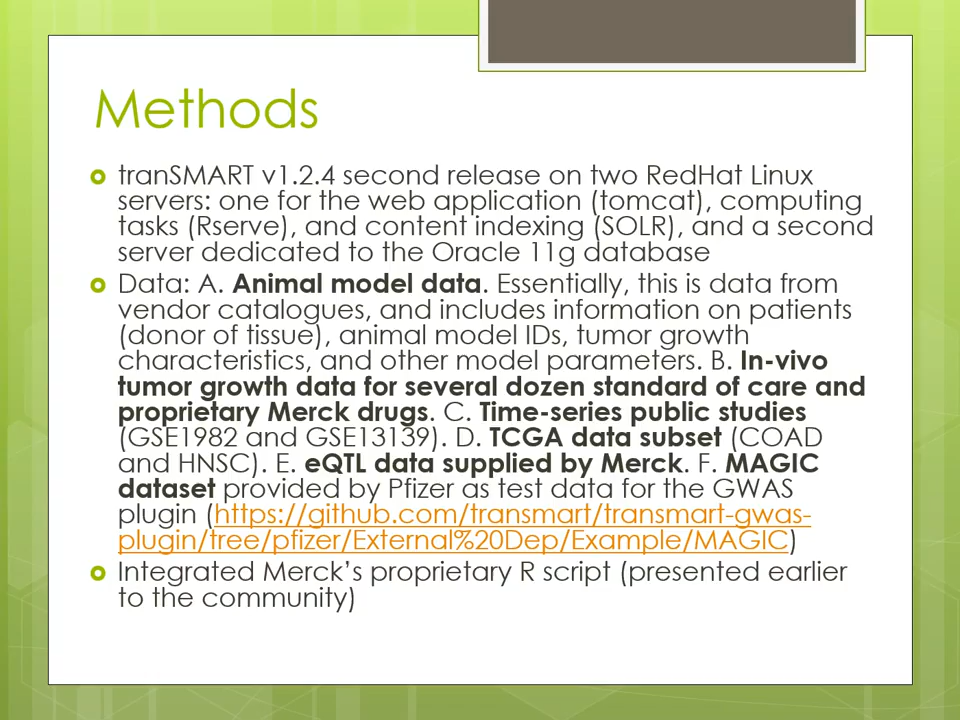 Methods
tranSMART v1.2.4 second release on two RedHat Linux
servers: one for the web application (tomcat), computing
tasks (Rserve), and content indexing (SOLR), and a second
server dedicated to the Oracle 11g database
Data: A. Animal model data. Essentially, this is data from
vendor catalogues, and includes information on patients
(donor of tissue), animal model IDs, tumor growth
characteristics, and other model parameters. B. In-vivo
tumor growth data for several dozen standard of care and
proprietary Merck drugs. C. Time-series public studies
(GSE1982 and GSE13139). D. TCGA data subset (COAD
and HNSC). E. eQTL data supplied by Merck. F. MAGIC
dataset provided by Pfizer as test data for the GWAS
plugin (https://github.com/transmart/transmart-gwas-
plugin/tree/pfizer/External%20Dep/Example/MAGIC)
Integrated Merck's proprietary R script (presented earlier
to the community)